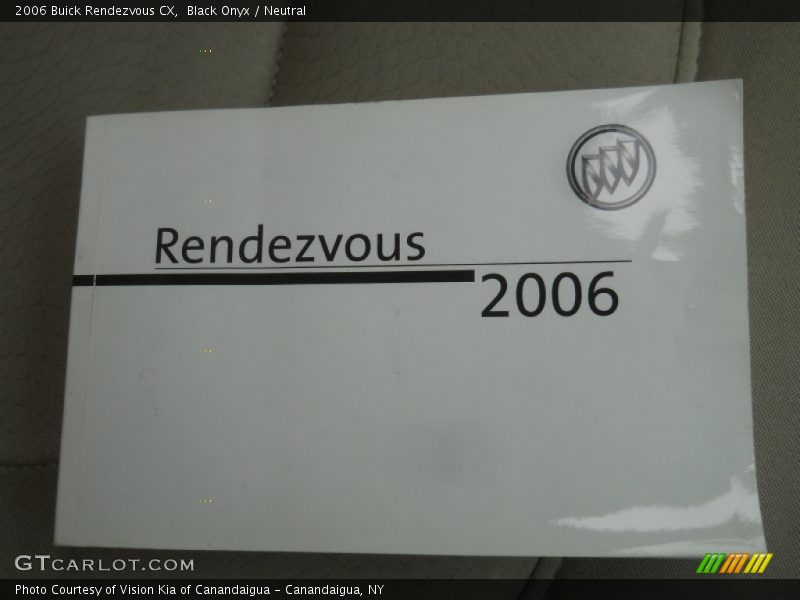 2006 Buick Rendezvous CX,  Black Onyx / Neutral
Rendezvous
2006
GTCARLOT.COM
Photo Courtesy of Vision Kia of Canandaigua - Canandaigua, NY